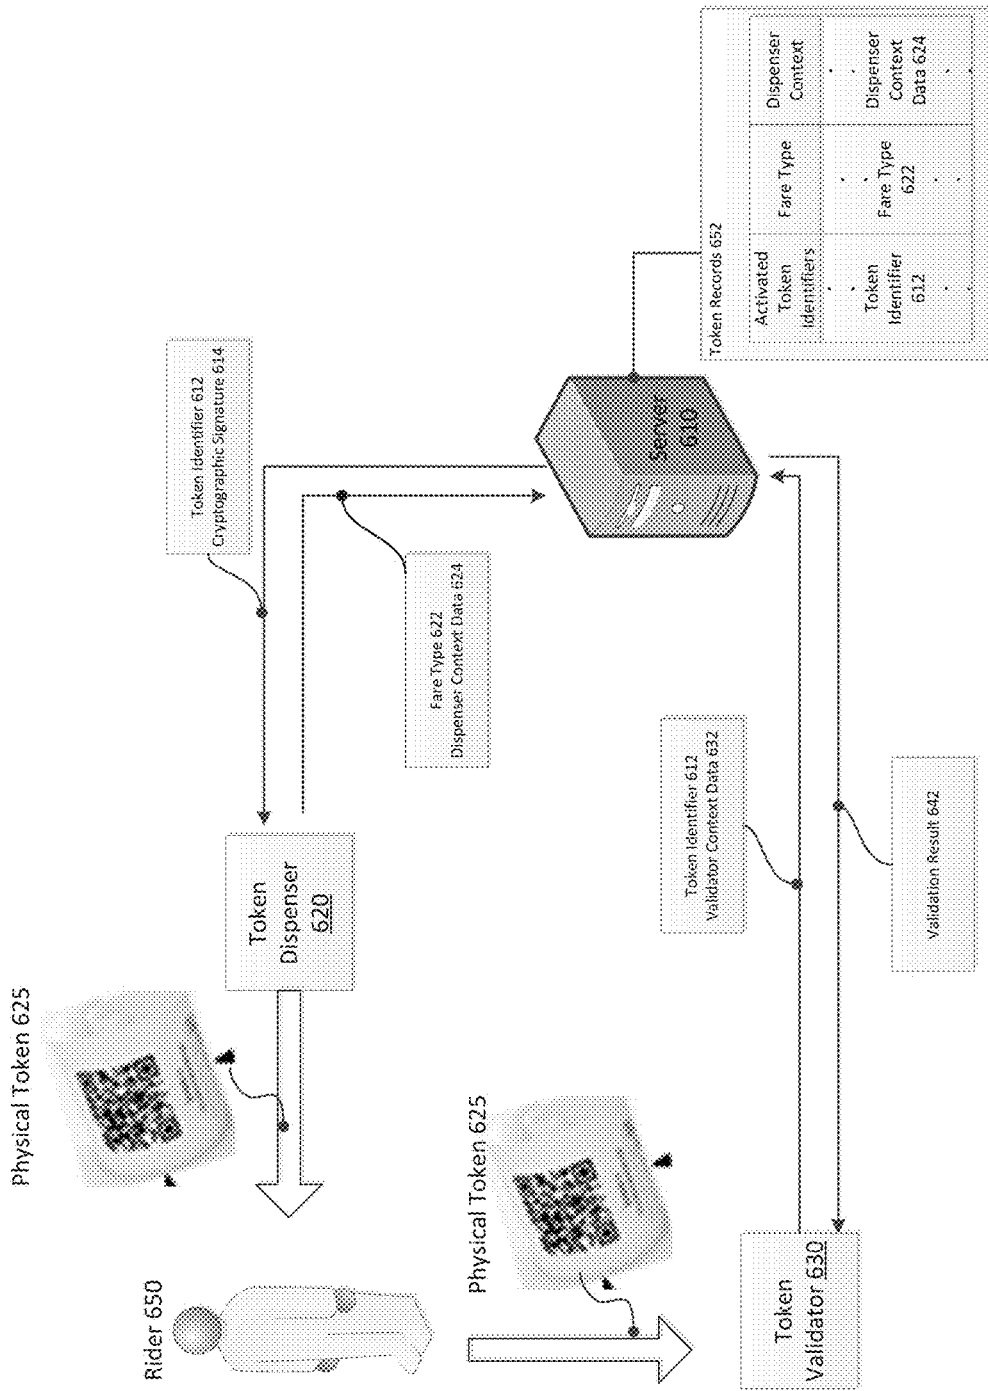 Physical Token 625
Token
Dispenser
620
Token Identifier 612
Cryptographic Signature 614
Fare Type 622
Dispenser Context Data 624
Rider 650
Physical Token 625
Server
610
Token Records 652
Activated
Token
Identifiers
Fare Type
Dispenser
Context
Token
Identifier
612
Fare Type
622
Dispenser
Context
Data 624
Token Identifier 612
Validator Context Data 632
Validation Result 642
Token
Validator 630